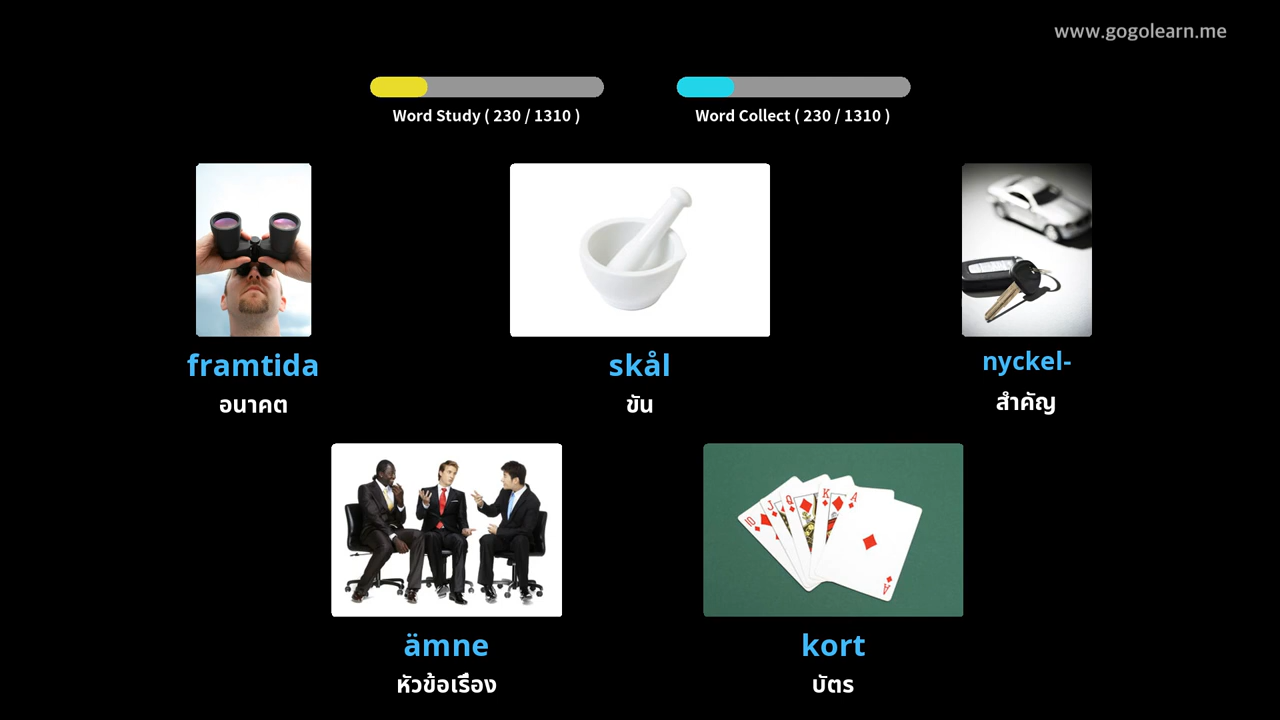 www.gogolearn.me
Word Study ( 230 / 1310 )
Word Collect ( 230 / 1310 )
framtida
อนาคต
skål
ขัน
nyckel-
สำคัญ
ämne
หัวข้อเรื่อง
kort
บัตร